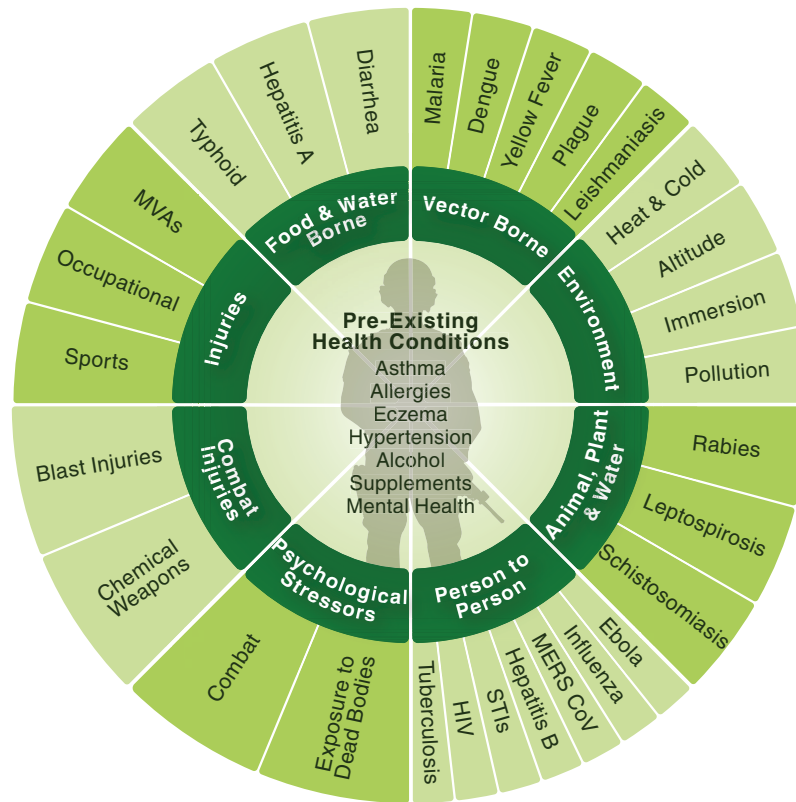 Pre-Existing
Health Conditions
Asthma
Allergies
Eczema
Hypertension
Alcohol
Supplements
Mental Health
Vector Borne
Malaria
Dengue
Yellow Fever
Plague
Leishmaniasis
Environment
Heat & Cold
Altitude
Immersion
Pollution
Animal, Plant
& Water
Rabies
Leptospirosis
Schistosomiasis
Person to
Person
Ebola
Influenza
MERS CoV
Hepatitis B
STIs
HIV
Tuberculosis
Psychological
Stressors
Exposure to
Dead Bodies
Combat
Combat
Injuries
Chemical
Weapons
Blast Injuries
Injuries
Sports
Occupational
MVAs
Food & Water
Borne
Typhoid
Hepatitis A
Diarrhea